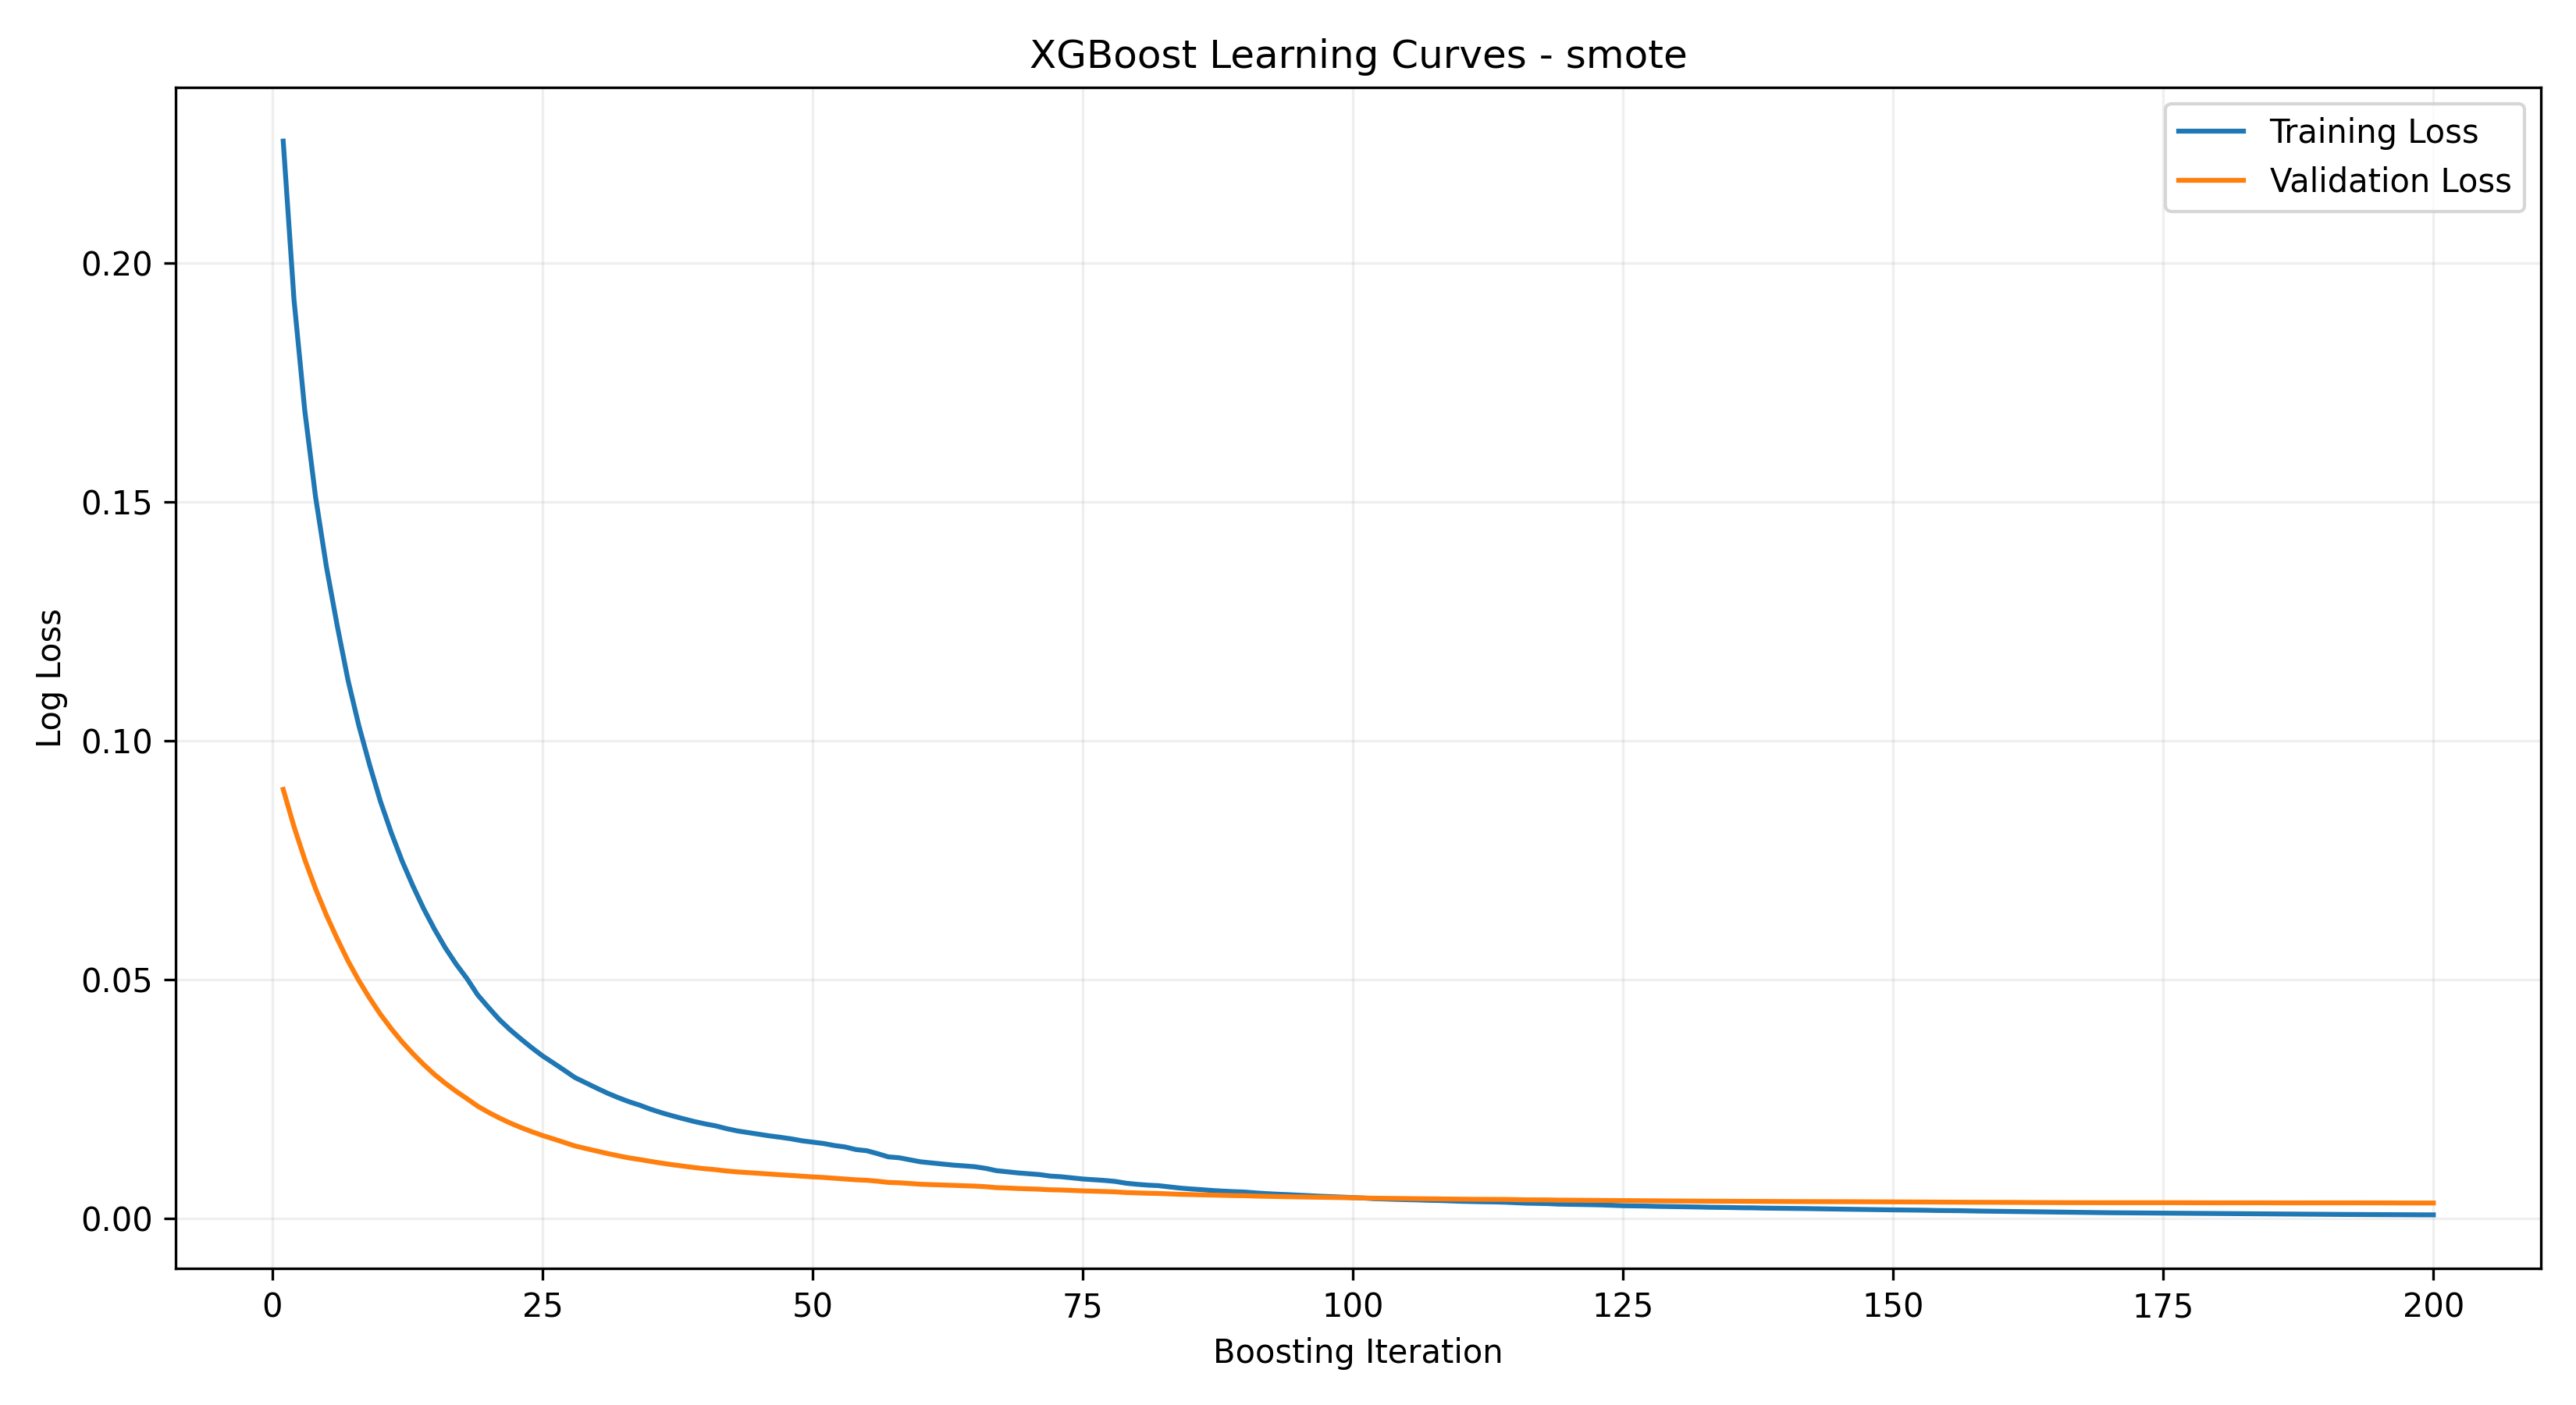 XGBoost Learning Curves - smote
Training Loss
Validation Loss
0.20
0.15
0.10
0.05
0.00
Log Loss
0
25
50
75
100
125
150
175
200
Boosting Iteration